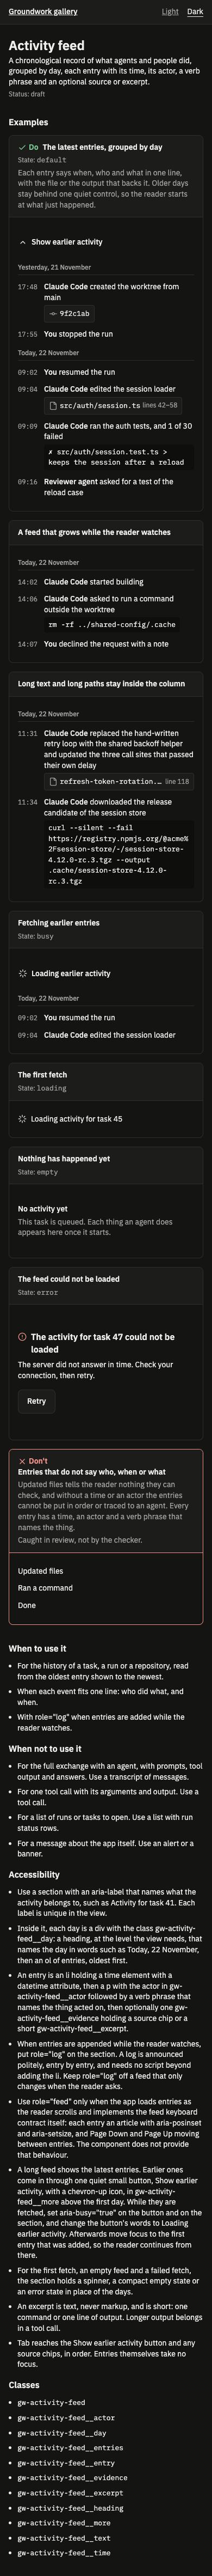 Groundwork gallery
Light
Dark
Activity feed
A chronological record of what agents and people did,
grouped by day, each entry with its time, its actor, a verb
phrase and an optional source or excerpt.
Status: draft
Examples
Do The latest entries, grouped by day
State: default
Each entry says when, who and what in one line,
with the file or the output that backs it. Older days
stay behind one quiet control, so the reader starts
at what just happened.
Show earlier activity
Yesterday, 21 November
17:48 Claude Code created the worktree from
main
9f2c1ab
17:55 You stopped the run
Today, 22 November
09:02 You resumed the run
09:04 Claude Code edited the session loader
src/auth/session.ts lines 42–58
09:09 Claude Code ran the auth tests, and 1 of 30
failed
✗ src/auth/session.test.ts >
keeps the session after a reload
09:16 Reviewer agent asked for a test of the
reload case
A feed that grows while the reader watches
Today, 22 November
14:02 Claude Code started building
14:06 Claude Code asked to run a command
outside the worktree
rm -rf ../shared-config/.cache
14:07 You declined the request with a note
Long text and long paths stay inside the column
Today, 22 November
11:31 Claude Code replaced the hand-written
retry loop with the shared backoff helper
and updated the three call sites that passed
their own delay
refresh-token-rotation.… line 118
11:34 Claude Code downloaded the release
candidate of the session store
curl --silent --fail
https://registry.npmjs.org/@acme%
2Fsession-store/-/session-store-
4.12.0-rc.3.tgz --output
.cache/session-store-4.12.0-
rc.3.tgz
Fetching earlier entries
State: busy
Loading earlier activity
Today, 22 November
09:02 You resumed the run
09:04 Claude Code edited the session loader
The first fetch
State: loading
Loading activity for task 45
Nothing has happened yet
State: empty
No activity yet
This task is queued. Each thing an agent does
appears here once it starts.
The feed could not be loaded
State: error
The activity for task 47 could not be
loaded
The server did not answer in time. Check your
connection, then retry.
Retry
Don't
Entries that do not say who, when or what
Updated files tells the reader nothing they can
check, and without a time or an actor the entries
cannot be put in order or traced to an agent. Every
entry has a time, an actor and a verb phrase that
names the thing.
Caught in review, not by the checker.
Updated files
Ran a command
Done
When to use it
• For the history of a task, a run or a repository, read
from the oldest entry shown to the newest.
• When each event fits one line: who did what, and
when.
• With role="log" when entries are added while the
reader watches.
When not to use it
• For the full exchange with an agent, with prompts, tool
output and answers. Use a transcript of messages.
• For one tool call with its arguments and output. Use a
tool call.
• For a list of runs or tasks to open. Use a list with run
status rows.
• For a message about the app itself. Use an alert or a
banner.
Accessibility
• Use a section with an aria-label that names what the
activity belongs to, such as Activity for task 41. Each
label is unique in the view.
• Inside it, each day is a div with the class gw-activity-
feed__day: a heading, at the level the view needs, that
names the day in words such as Today, 22 November,
then an ol of entries, oldest first.
• An entry is an li holding a time element with a
datetime attribute, then a p with the actor in gw-
activity-feed__actor followed by a verb phrase that
names the thing acted on, then optionally one gw-
activity-feed__evidence holding a source chip or a
short gw-activity-feed__excerpt.
• When entries are appended while the reader watches,
put role="log" on the section. A log is announced
politely, entry by entry, and needs no script beyond
adding the li. Keep role="log" off a feed that only
changes when the reader asks.
• Use role="feed" only when the app loads entries as
the reader scrolls and implements the feed keyboard
contract itself: each entry an article with aria-posinset
and aria-setsize, and Page Down and Page Up moving
between entries. The component does not provide
that behaviour.
• A long feed shows the latest entries. Earlier ones
come in through one quiet small button, Show earlier
activity, with a chevron-up icon, in gw-activity-
feed__more above the first day. While they are
fetched, set aria-busy="true" on the button and on the
section, and change the button's words to Loading
earlier activity. Afterwards move focus to the first
entry that was added, so the reader continues from
there.
• For the first fetch, an empty feed and a failed fetch,
the section holds a spinner, a compact empty state or
an error state in place of the days.
• An excerpt is text, never markup, and is short: one
command or one line of output. Longer output belongs
in a tool call.
• Tab reaches the Show earlier activity button and any
source chips, in order. Entries themselves take no
focus.
Classes
• gw-activity-feed
• gw-activity-feed__actor
• gw-activity-feed__day
• gw-activity-feed__entries
• gw-activity-feed__entry
• gw-activity-feed__evidence
• gw-activity-feed__excerpt
• gw-activity-feed__heading
• gw-activity-feed__more
• gw-activity-feed__text
• gw-activity-feed__time